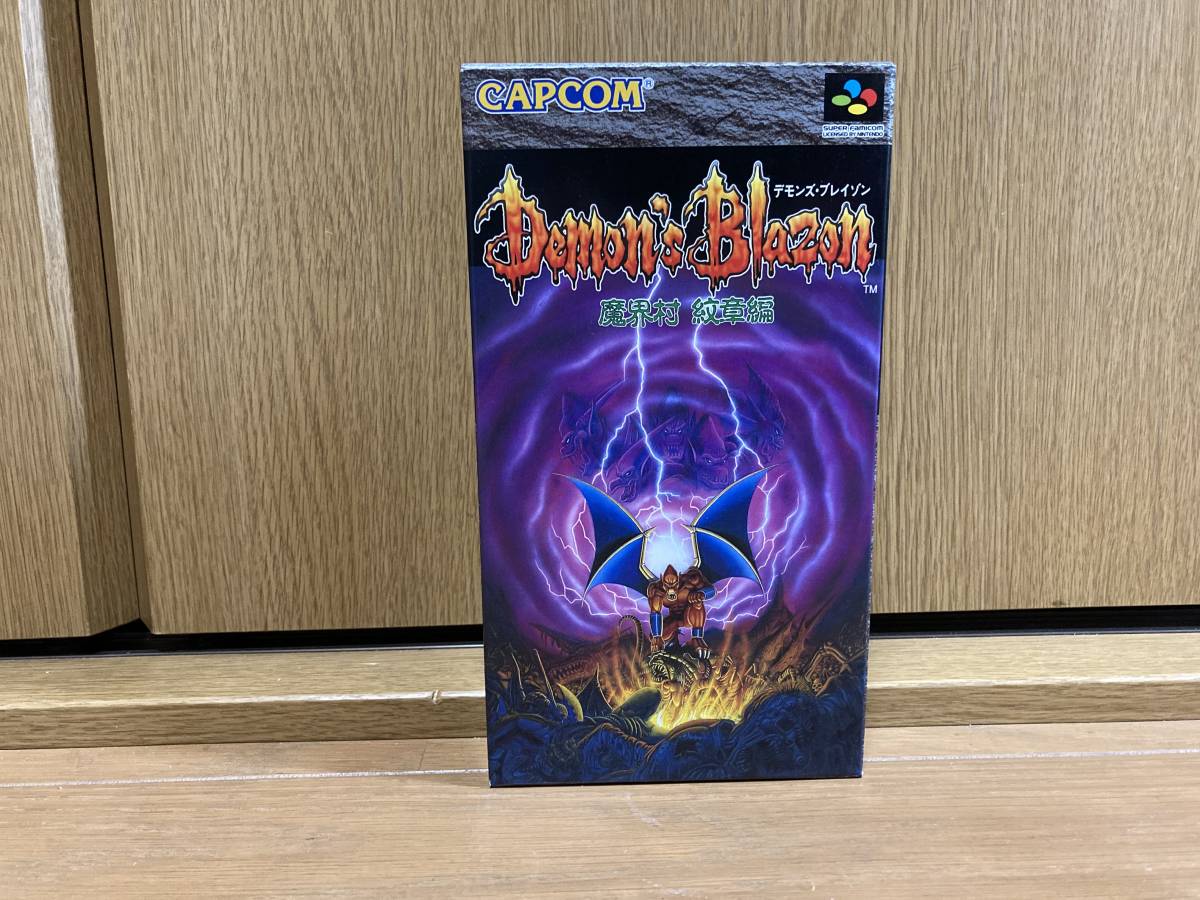 CAPCOM®
SUPER FAMICOM
LICENSED BY NINTENDO
デモンズ・ブレイゾン
Demon's Blazon
TM
魔界村 紋章編